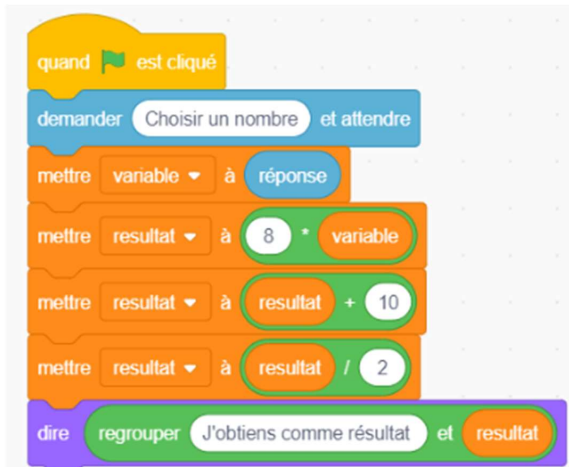 quand est cliqué
demander Choisir un nombre et attendre
mettre variable à réponse
mettre resultat à 8 * variable
mettre resultat à resultat + 10
mettre resultat à resultat / 2
dire regrouper J'obtiens comme résultat et resultat